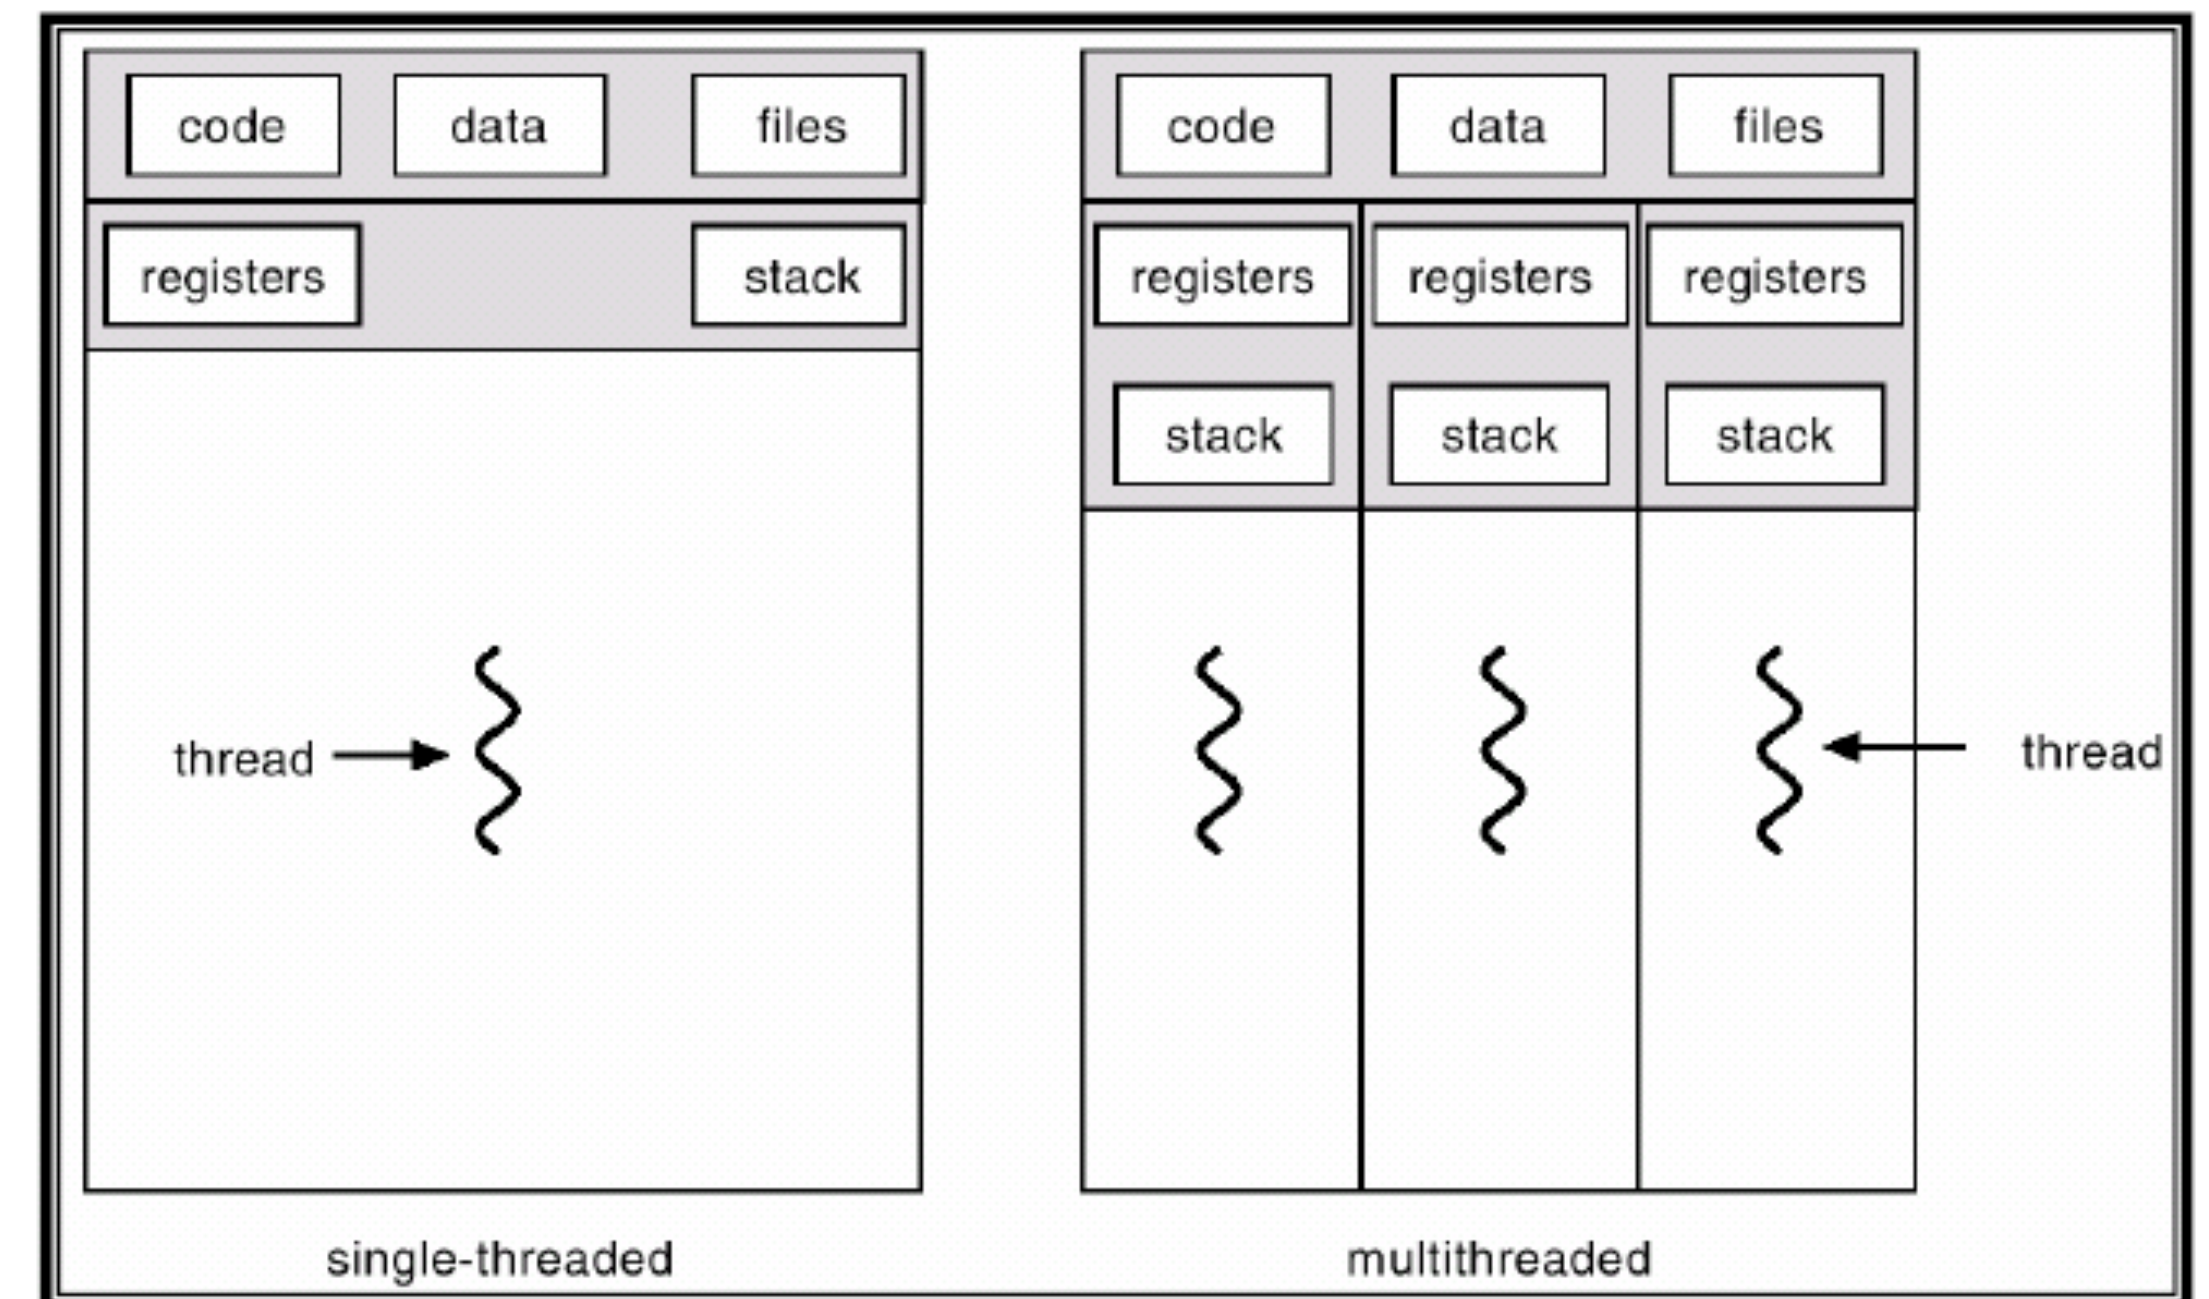 code data files
registers stack
thread
single-threaded
code data files
registers registers registers
stack stack stack
thread
multithreaded